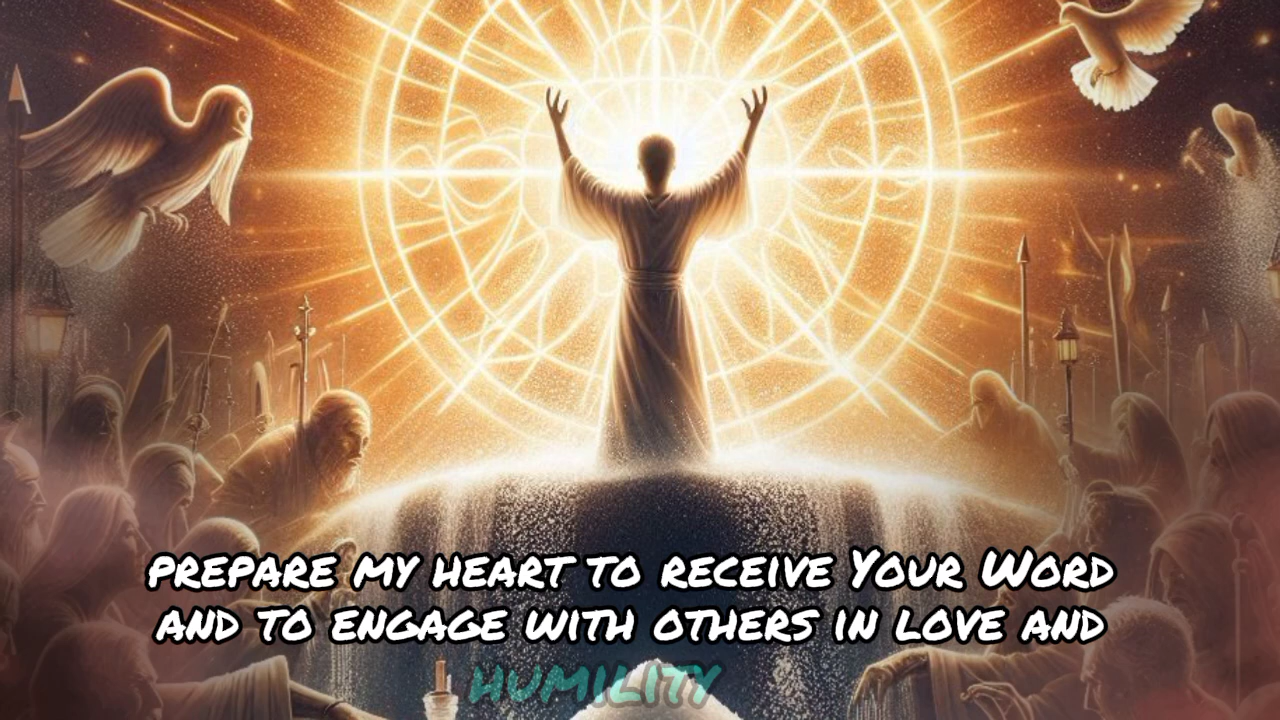 prepare my heart to receive Your Word
and to engage with others in love and
humility